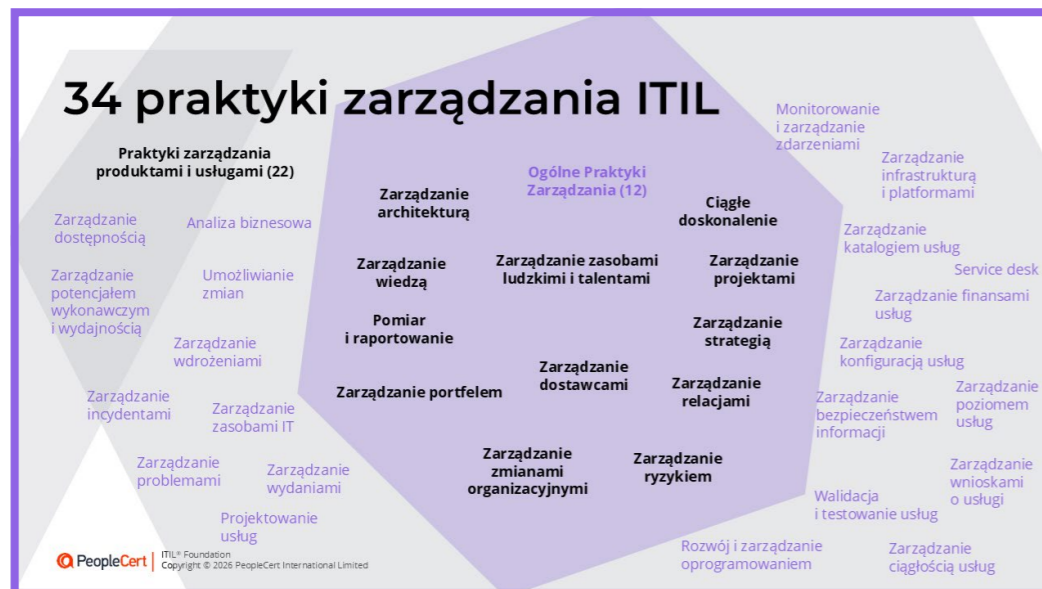 34 praktyki zarządzania ITIL
Praktyki zarządzania
produktami i usługami (22)
Zarządzanie
dostępnością
Analiza biznesowa
Zarządzanie
potencjałem
wykonawczym
i wydajnością
Umożliwianie
zmian
Zarządzanie
wdrożeniami
Zarządzanie
incydentami
Zarządzanie
zasobami IT
Zarządzanie
problemami
Zarządzanie
wydaniami
Projektowanie
usług
Ogólne Praktyki
Zarządzania (12)
Zarządzanie
architekturą
Ciągłe
doskonalenie
Zarządzanie
wiedzą
Zarządzanie zasobami
ludzkimi i talentami
Zarządzanie
projektami
Pomiar
i raportowanie
Zarządzanie
strategią
Zarządzanie portfelem
Zarządzanie
dostawcami
Zarządzanie
relacjami
Zarządzanie
zmianami
organizacyjnymi
Zarządzanie
ryzykiem
Monitorowanie
i zarządzanie
zdarzeniami
Zarządzanie
infrastrukturą
i platformami
Zarządzanie
katalogiem usług
Service desk
Zarządzanie finansami
usług
Zarządzanie
konfiguracją usług
Zarządzanie
bezpieczeństwem
informacji
Zarządzanie
poziomem
usług
Zarządzanie
wnioskami
o usługi
Walidacja
i testowanie usług
Rozwój i zarządzanie
oprogramowaniem
Zarządzanie
ciągłością usług
PeopleCert
ITIL® Foundation
Copyright © 2026 PeopleCert International Limited